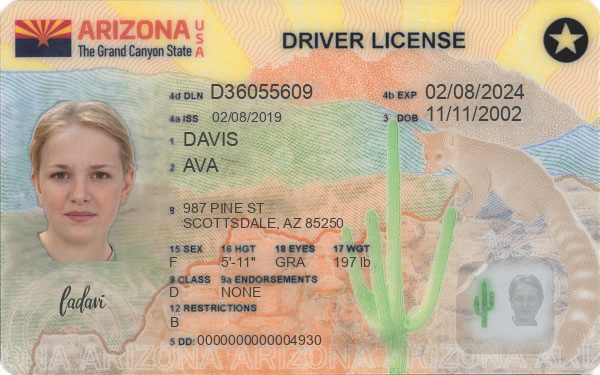 ARIZONA USA
The Grand Canyon State
DRIVER LICENSE
4d DLN D36055609
4b EXP 02/08/2024
4a ISS 02/08/2019
3 DOB 11/11/2002
1 DAVIS
2 AVA
8 987 PINE ST
SCOTTSDALE, AZ 85250
15 SEX 16 HGT 18 EYES 17 WGT
F 5'-11" GRA 197 lb
9 CLASS 9a ENDORSEMENTS
D NONE
12 RESTRICTIONS
B
5 DD: 0000000000004930
ladavi
ARIZONA ARIZONA ARIZONA ARIZONA